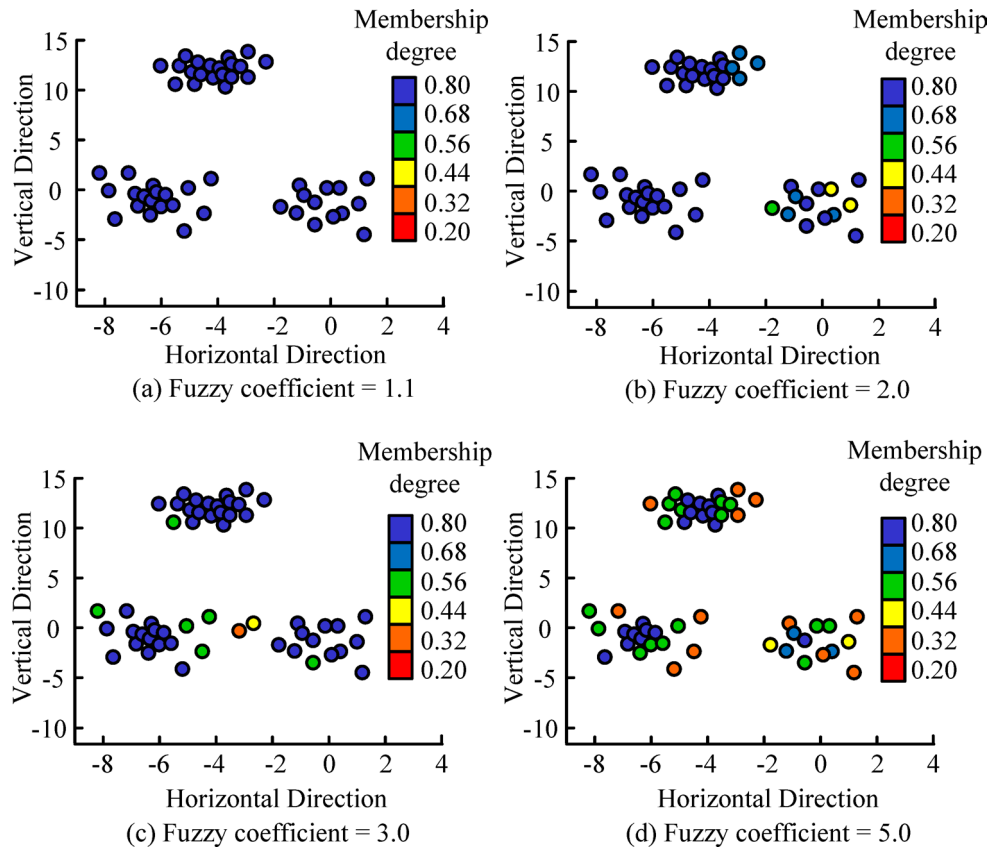 Membership
degree
15
10
5
0
-5
-10
Vertical Direction
0.80
0.68
0.56
0.44
0.32
0.20
-8 -6 -4 -2 0 2 4
Horizontal Direction
(a) Fuzzy coefficient = 1.1
Membership
degree
15
10
5
0
-5
-10
Vertical Direction
0.80
0.68
0.56
0.44
0.32
0.20
-8 -6 -4 -2 0 2 4
Horizontal Direction
(b) Fuzzy coefficient = 2.0
Membership
degree
15
10
5
0
-5
-10
Vertical Direction
0.80
0.68
0.56
0.44
0.32
0.20
-8 -6 -4 -2 0 2 4
Horizontal Direction
(c) Fuzzy coefficient = 3.0
Membership
degree
15
10
5
0
-5
-10
Vertical Direction
0.80
0.68
0.56
0.44
0.32
0.20
-8 -6 -4 -2 0 2 4
Horizontal Direction
(d) Fuzzy coefficient = 5.0